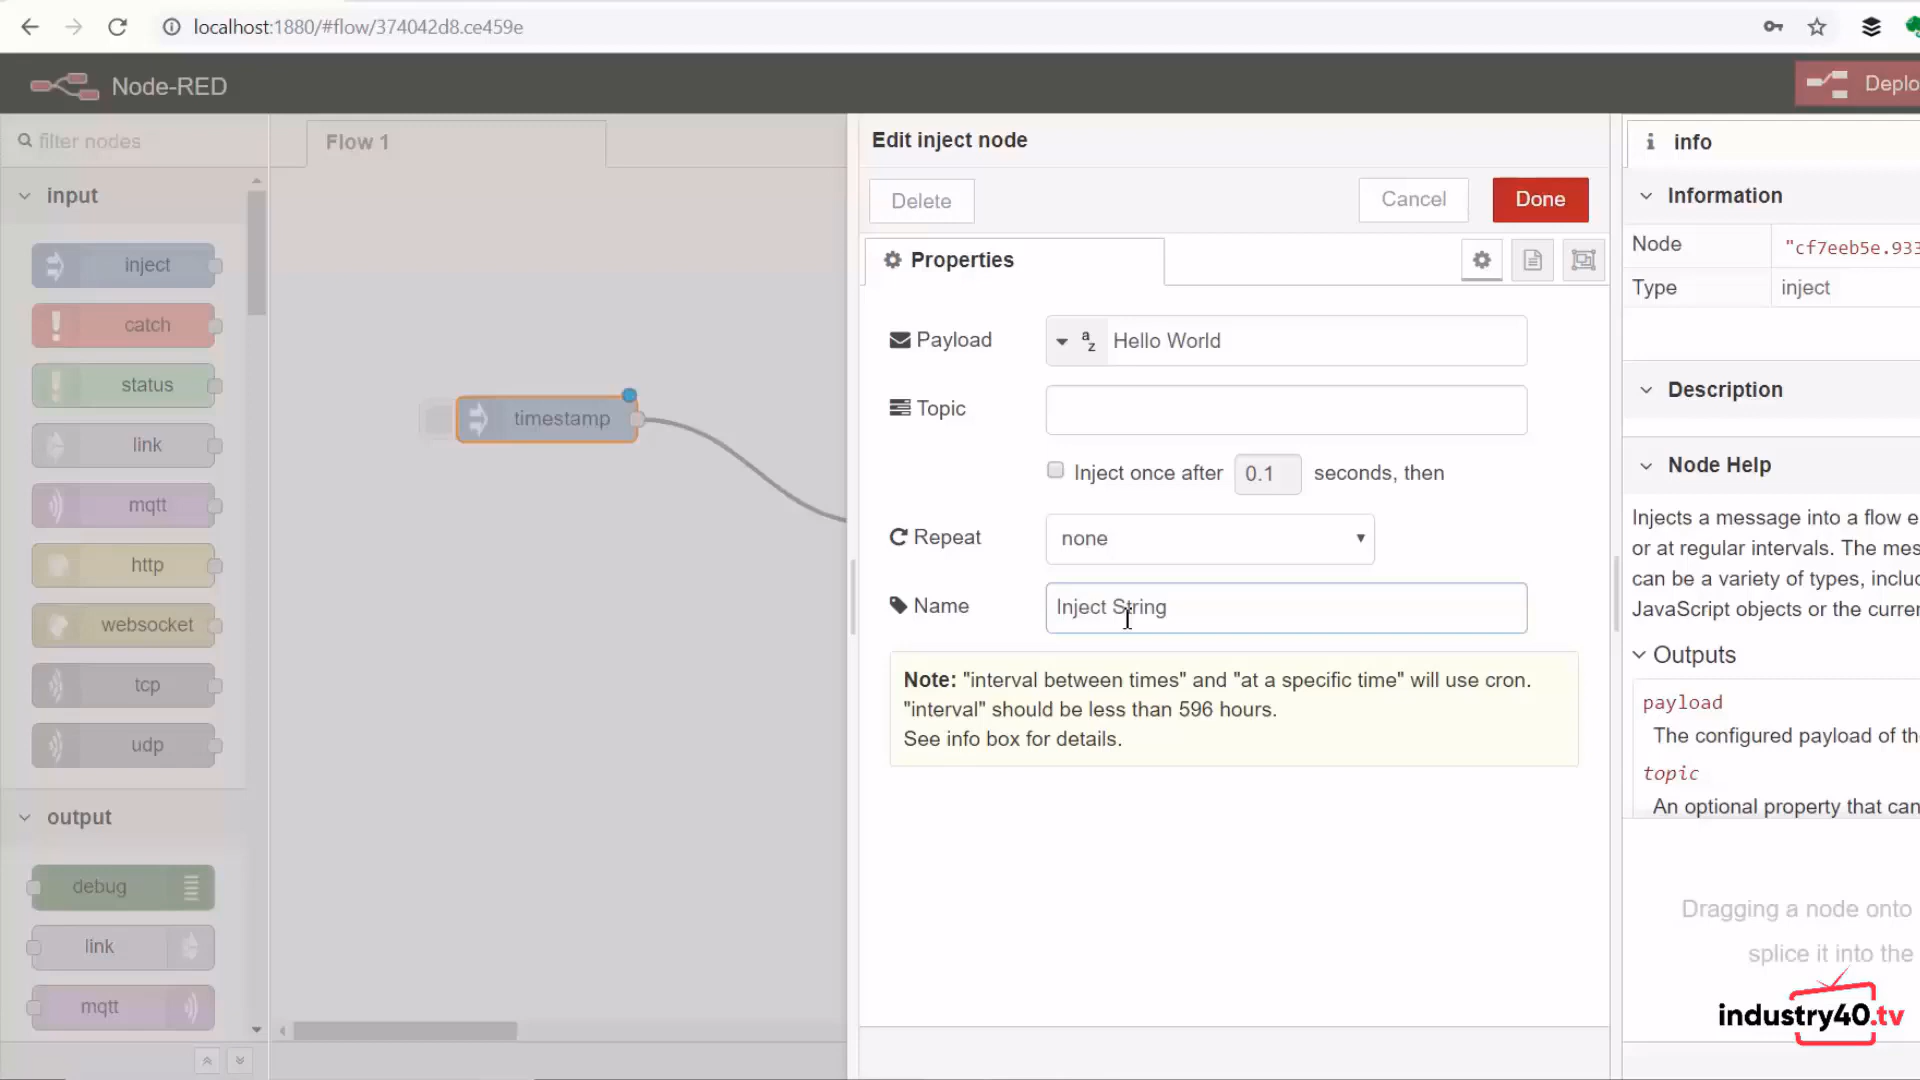 localhost:1880/#flow/374042d8.ce459e
Node-RED
Deplo
filter nodes
input
inject
catch
status
link
mqtt
http
websocket
tcp
udp
output
debug
link
mqtt
Flow 1
timestamp
Edit inject node
Delete
Cancel
Done
Properties
Payload
a
z
Hello World
Topic
Inject once after 0.1 seconds, then
Repeat
none
Name
Inject String
Note: "interval between times" and "at a specific time" will use cron.
"interval" should be less than 596 hours.
See info box for details.
i info
Information
Node "cf7eeb5e.933
Type inject
Description
Node Help
Injects a message into a flow e
or at regular intervals. The mes
can be a variety of types, includ
JavaScript objects or the curren
Outputs
payload
The configured payload of the
topic
An optional property that can
Dragging a node onto
splice it into the
industry40.tv